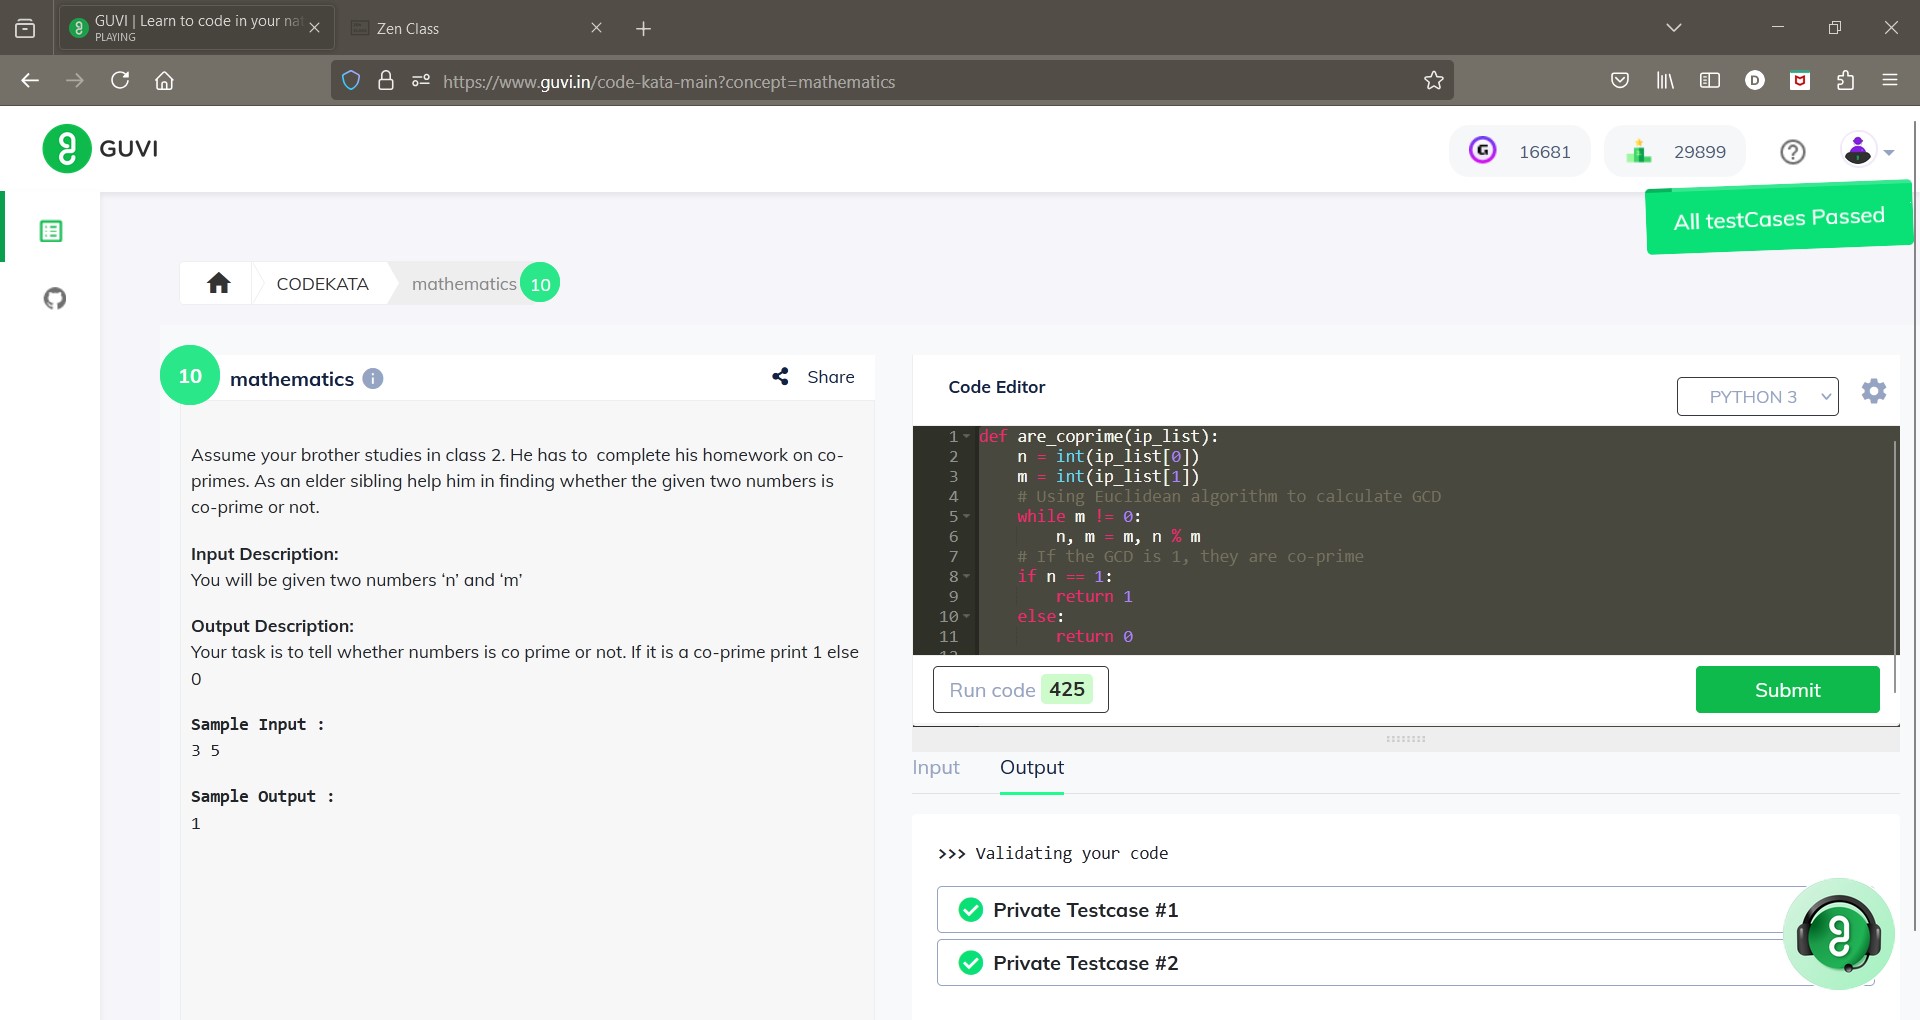 GUVI | Learn to code in your nat
PLAYING
Zen Class
https://www.guvi.in/code-kata-main?concept=mathematics
GUVI
16681
29899
All testCases Passed
CODEKATA
mathematics
10
10
mathematics
Share
Assume your brother studies in class 2. He has to complete his homework on co-
primes. As an elder sibling help him in finding whether the given two numbers is
co-prime or not.
Input Description:
You will be given two numbers ‘n’ and ‘m’
Output Description:
Your task is to tell whether numbers is co prime or not. If it is a co-prime print 1 else
0
Sample Input :
3 5
Sample Output :
1
Code Editor
PYTHON 3
1 def are_coprime(ip_list):
2     n = int(ip_list[0])
3     m = int(ip_list[1])
4     # Using Euclidean algorithm to calculate GCD
5     while m != 0:
6         n, m = m, n % m
7     # If the GCD is 1, they are co-prime
8     if n == 1:
9         return 1
10     else:
11         return 0
Run code 425
Submit
Input
Output
>>> Validating your code
Private Testcase #1
Private Testcase #2